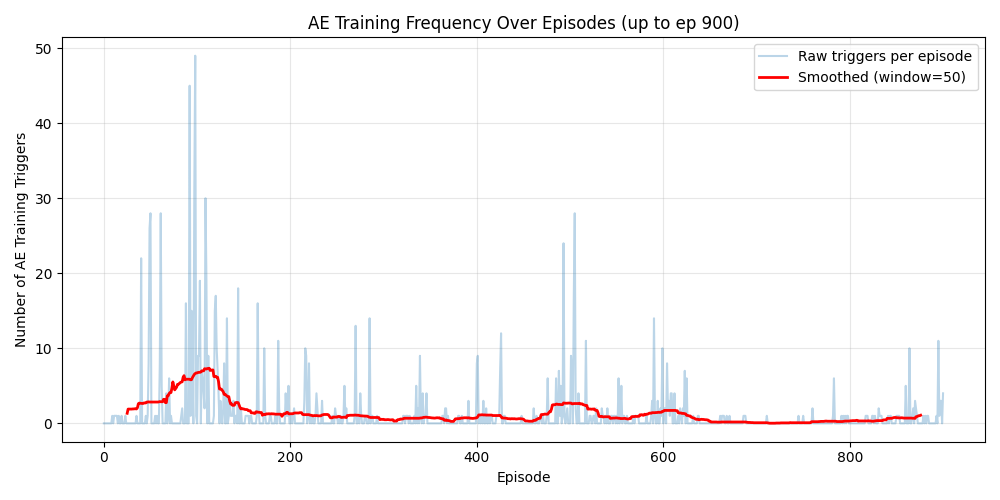 AE Training Frequency Over Episodes (up to ep 900)
Raw triggers per episode
Smoothed (window=50)
Number of AE Training Triggers
50
40
30
20
10
0
0 200 400 600 800
Episode